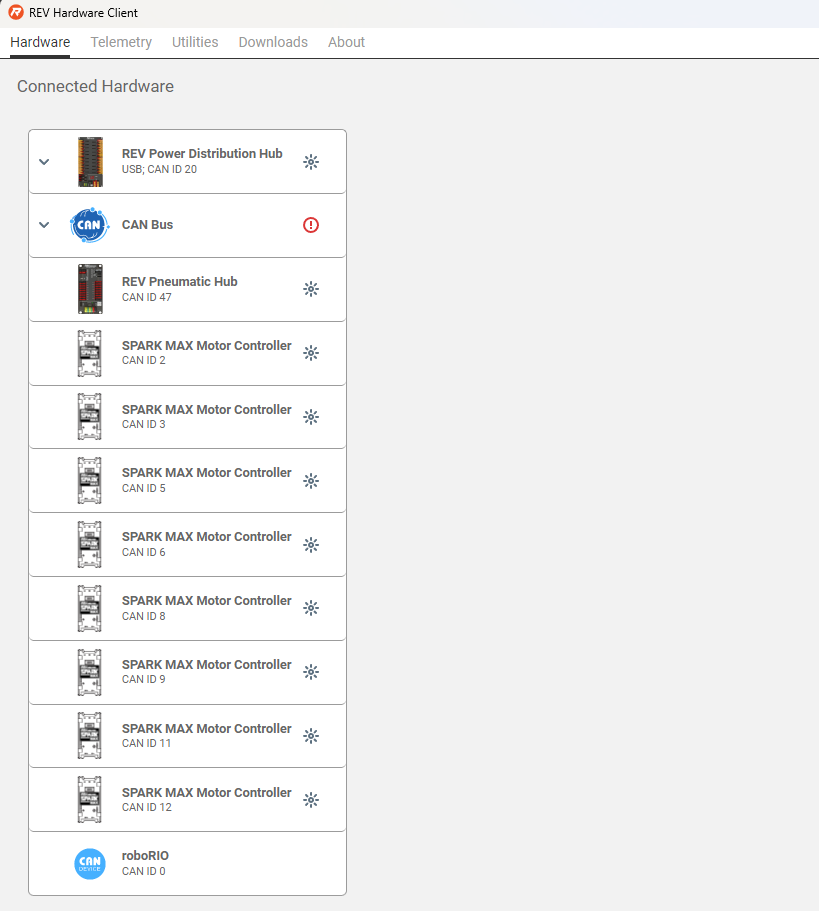 REV Hardware Client
Hardware Telemetry Utilities Downloads About
Connected Hardware
REV Power Distribution Hub
USB; CAN ID 20
CAN
CAN Bus
REV Pneumatic Hub
CAN ID 47
SPARK MAX Motor Controller
CAN ID 2
SPARK MAX Motor Controller
CAN ID 3
SPARK MAX Motor Controller
CAN ID 5
SPARK MAX Motor Controller
CAN ID 6
SPARK MAX Motor Controller
CAN ID 8
SPARK MAX Motor Controller
CAN ID 9
SPARK MAX Motor Controller
CAN ID 11
SPARK MAX Motor Controller
CAN ID 12
CAN
DEVICE
roboRIO
CAN ID 0